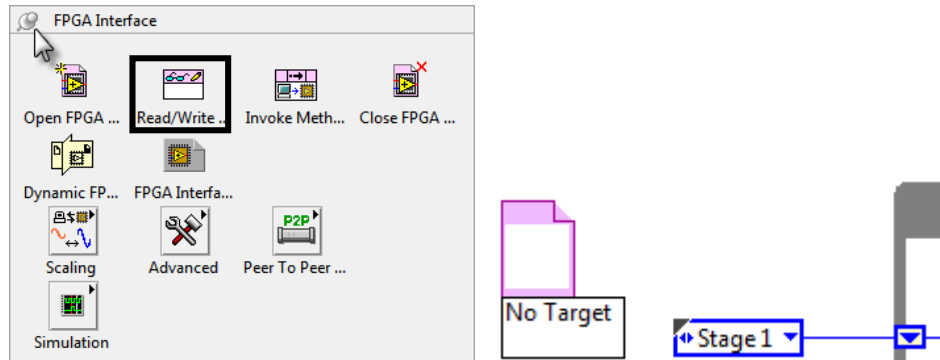 FPGA Interface
Open FPGA ...
Read/Write ...
Invoke Meth...
Close FPGA ...
Dynamic FP...
FPGA Interfa...
P2P
Scaling
Advanced
Peer To Peer ...
Simulation
No Target
Stage 1